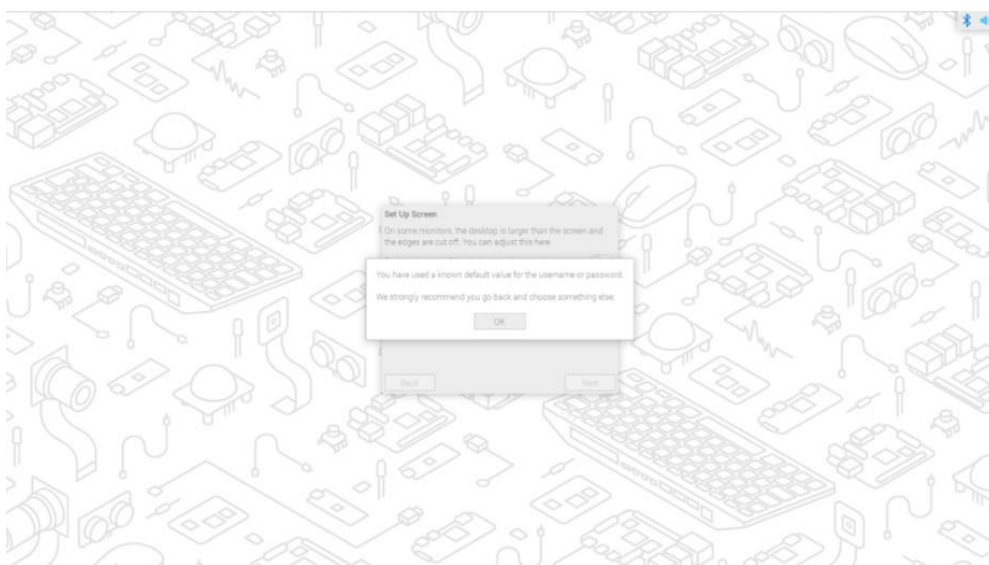 Set Up Screen
On some monitors, the desktop is larger than the screen and
the edges are cut off. You can adjust this here.
You have used a known default value for the username or password.
We strongly recommend you go back and choose something else.
OK
Back
Next